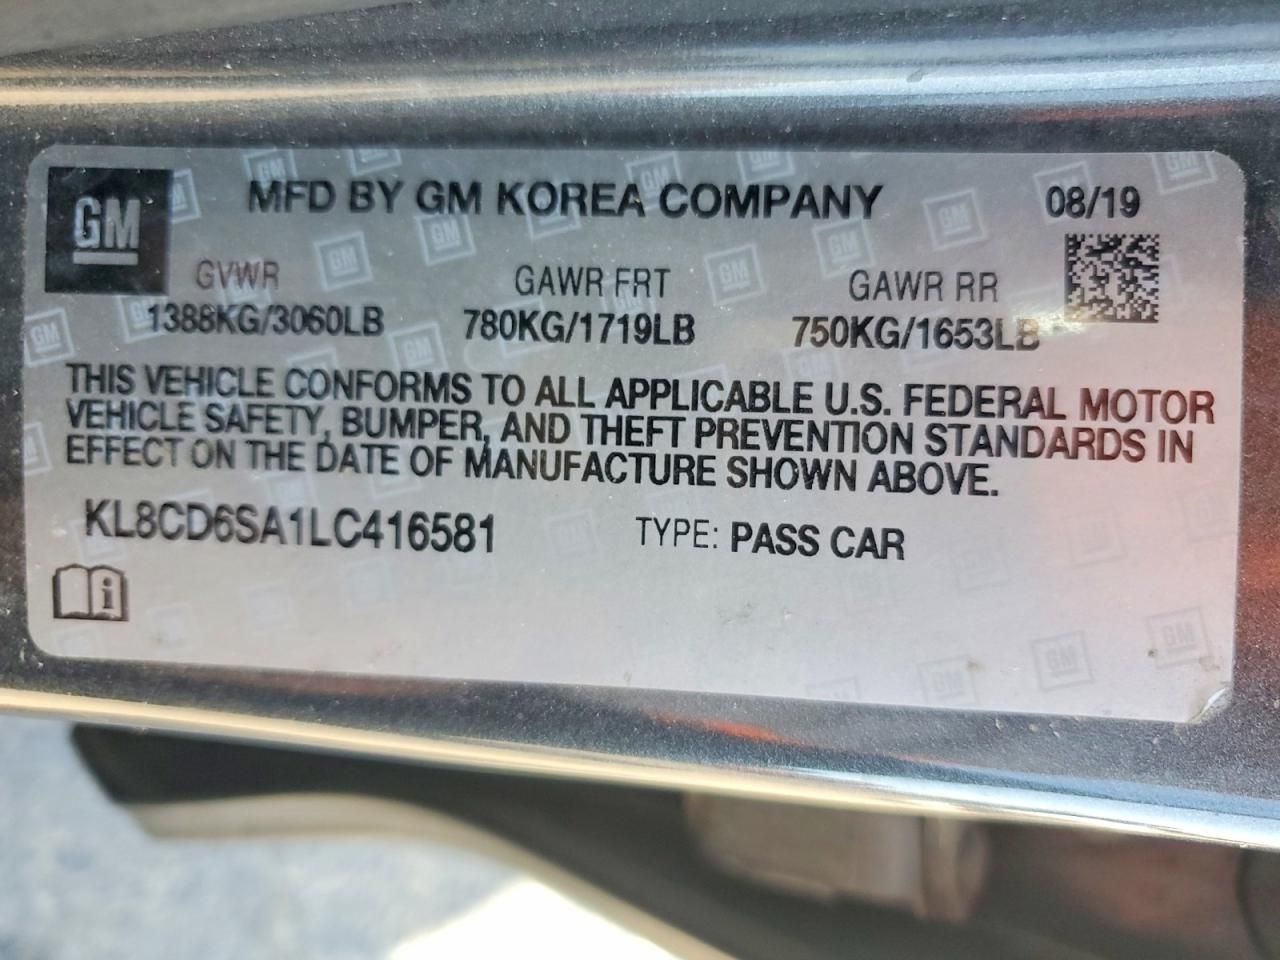 GM MFD BY GM KOREA COMPANY 08/19
GVWR GAWR FRT GAWR RR
1388KG/3060LB 780KG/1719LB 750KG/1653LB
THIS VEHICLE CONFORMS TO ALL APPLICABLE U.S. FEDERAL MOTOR
VEHICLE SAFETY, BUMPER, AND THEFT PREVENTION STANDARDS IN
EFFECT ON THE DATE OF MANUFACTURE SHOWN ABOVE.
KL8CD6SA1LC416581 TYPE: PASS CAR
i